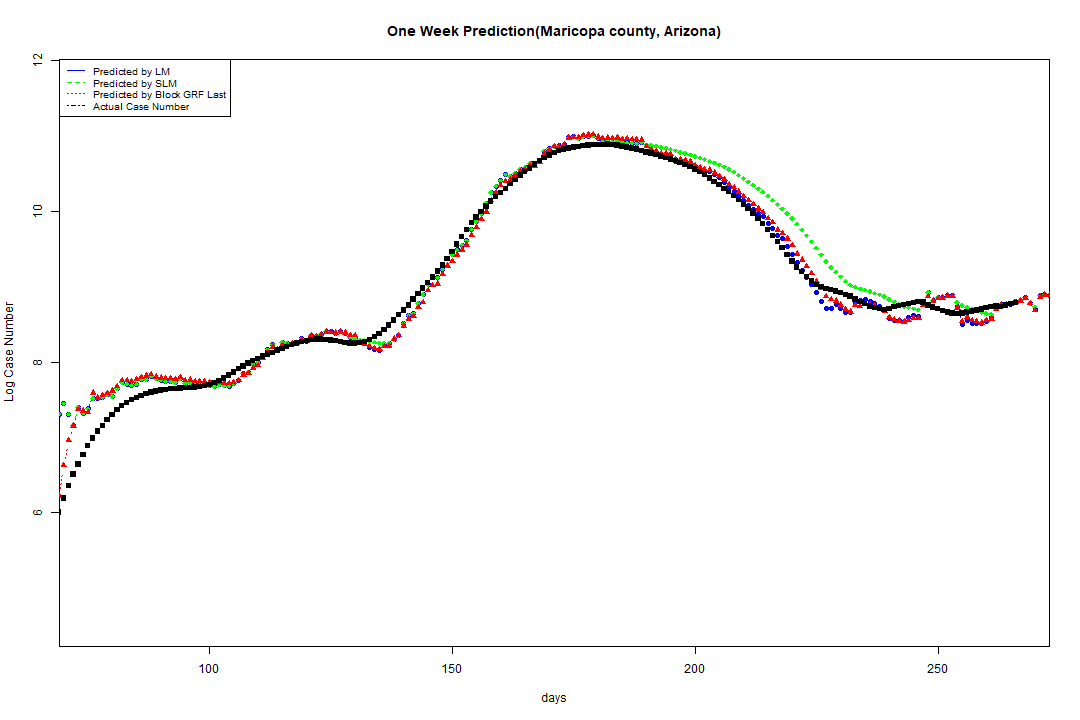 One Week Prediction(Maricopa county, Arizona)
Predicted by LM
Predicted by SLM
Predicted by Block GRF Last
Actual Case Number
Log Case Number
12
10
8
6
100 150 200 250
days